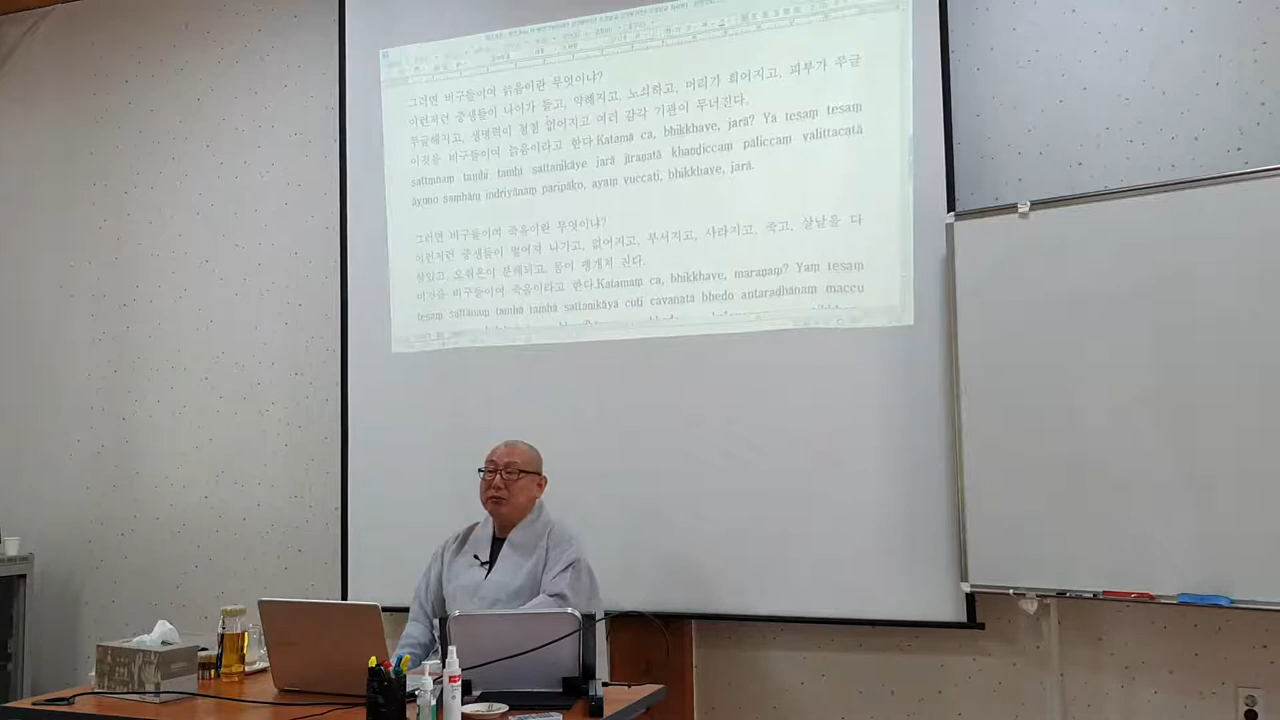 그러면 비구들이여 늙음이란 무엇이냐?
이런저런 중생들이 나이가 들고, 약해지고, 노쇠하고, 머리가 희어지고, 피부가 쭈글
쭈글해지고, 생명력이 점점 없어지고 여러 감각 기관이 무너진다.
이것을 비구들이여 늙음이라고 한다.Katamā ca, bhikkhave, jarā? Yā tesaṃ tesaṃ
sattānaṃ tamhi tamhi sattanikāye jarā jīraṇatā khaṇḍiccaṃ pāliccaṃ valittacatā
āyuno saṃhāni indriyānaṃ paripāko, ayaṃ vuccati, bhikkhave, jarā.
그러면 비구들이여 죽음이란 무엇이냐?
이런저런 중생들이 떨어져 나가고, 없어지고, 부서지고, 사라지고, 죽고, 살날을 다
살았고, 오취온이 분해되고, 몸이 팽개쳐 진다.
이것을 비구들이여 죽음이라고 한다.Katamaṃ ca, bhikkhave, maraṇaṃ? Yaṃ tesaṃ
tesaṃ sattānaṃ tamhā tamhā sattanikāyā cuti cavanatā bhedo antaradhānaṃ maccu